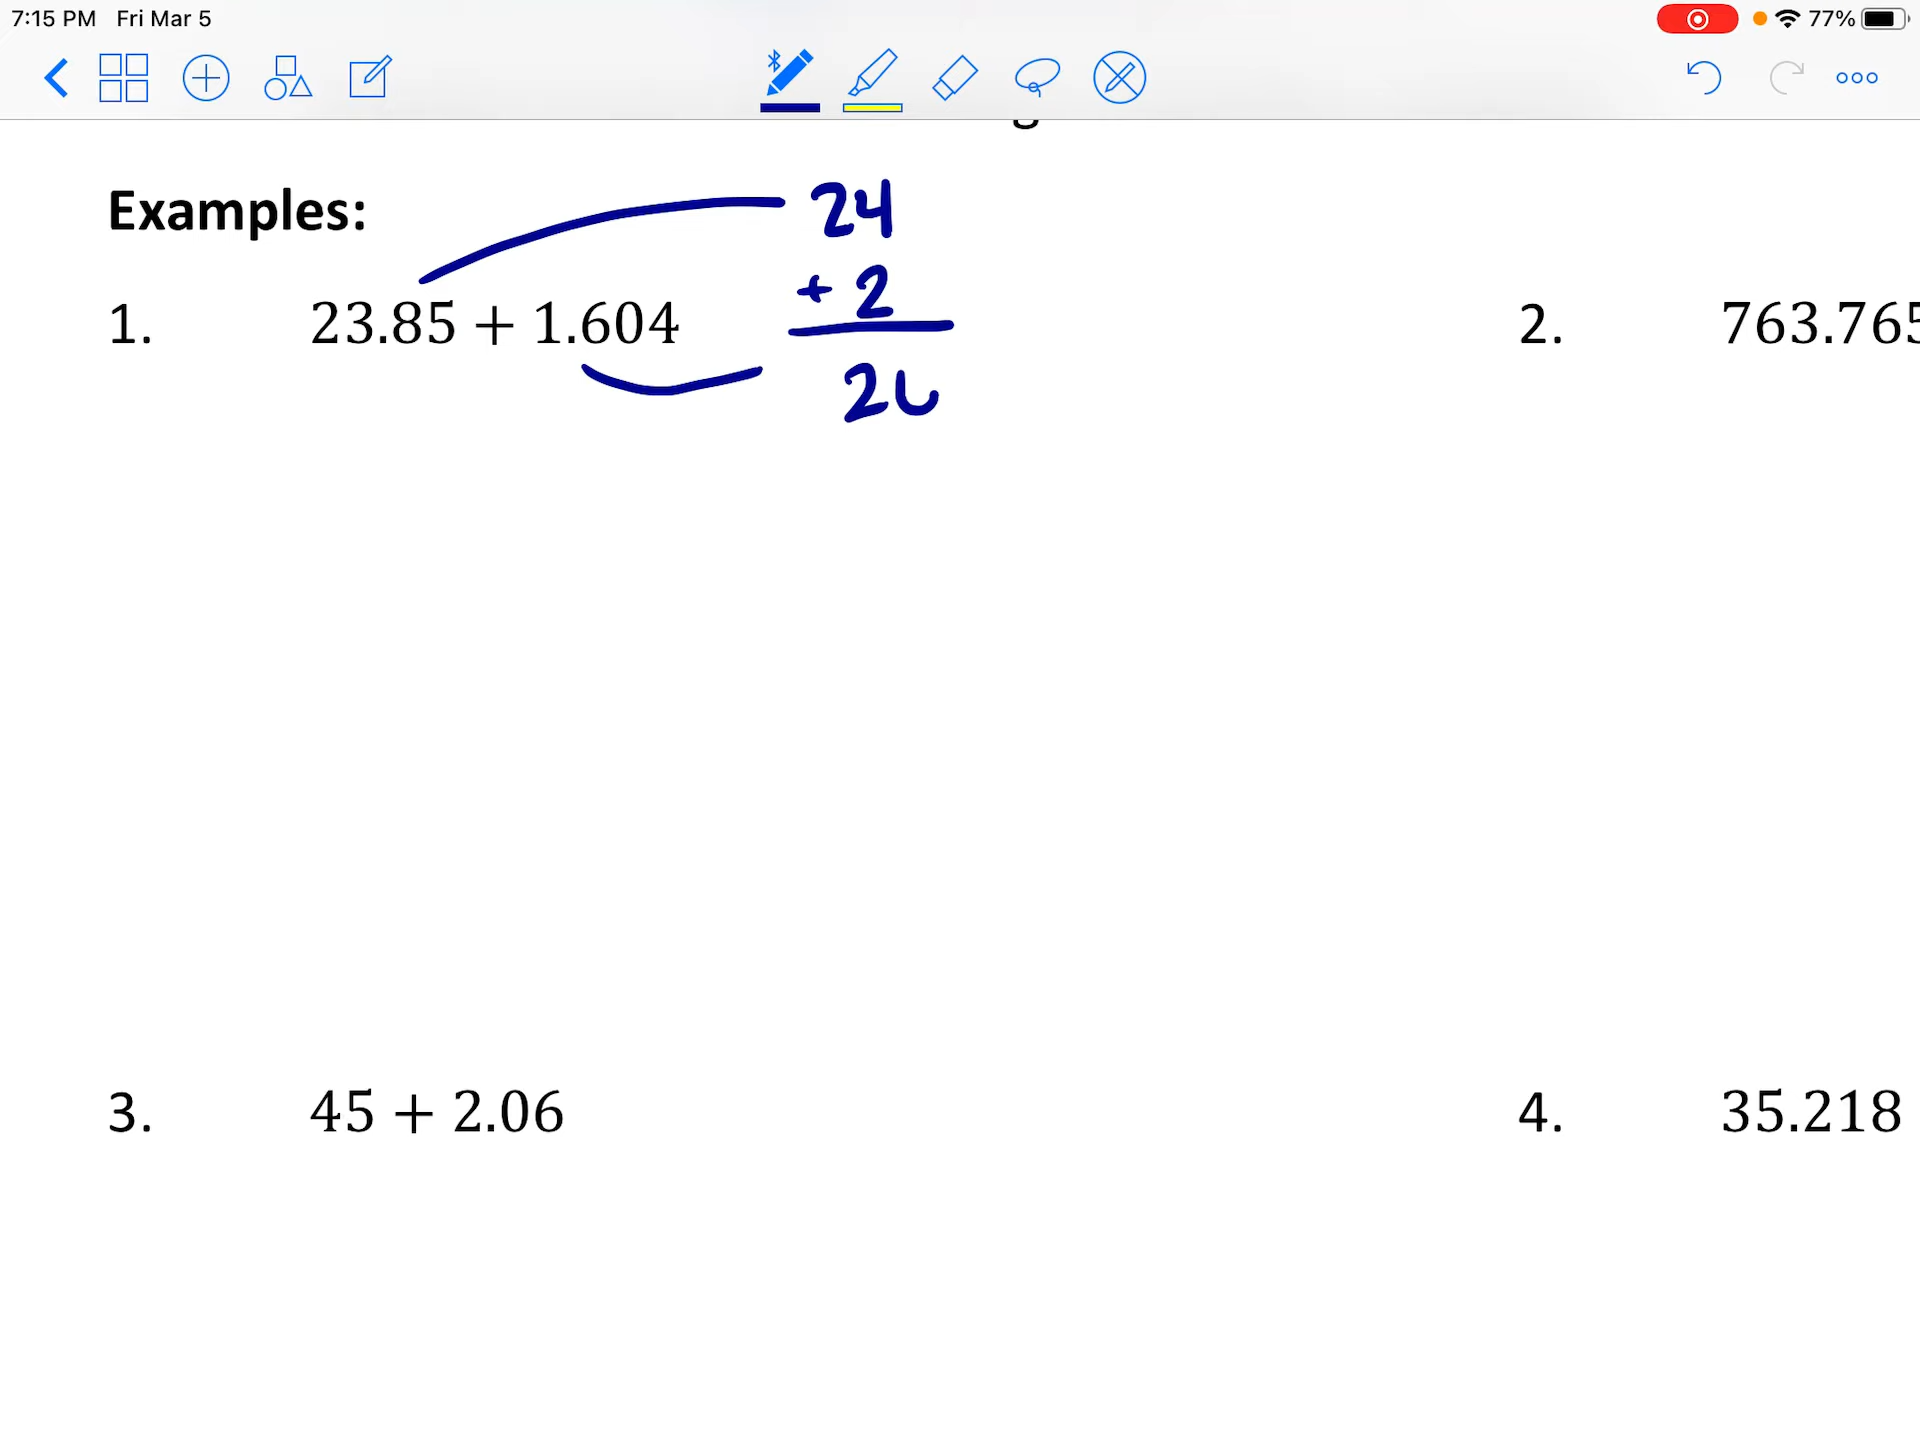 7:15 PM Fri Mar 5
77%
Examples:
24
+ 2
1. 23.85 + 1.604
26
2. 763.765
3. 45 + 2.06
4. 35.218